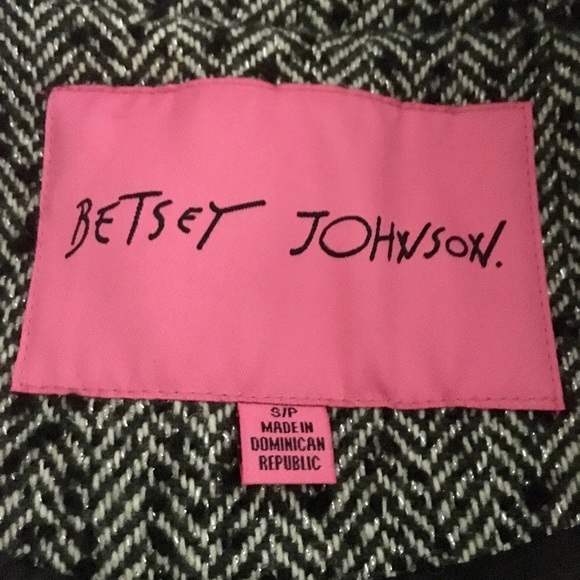 BETSEY JOHNSON.
S/P
MADE IN
DOMINICAN
REPUBLIC